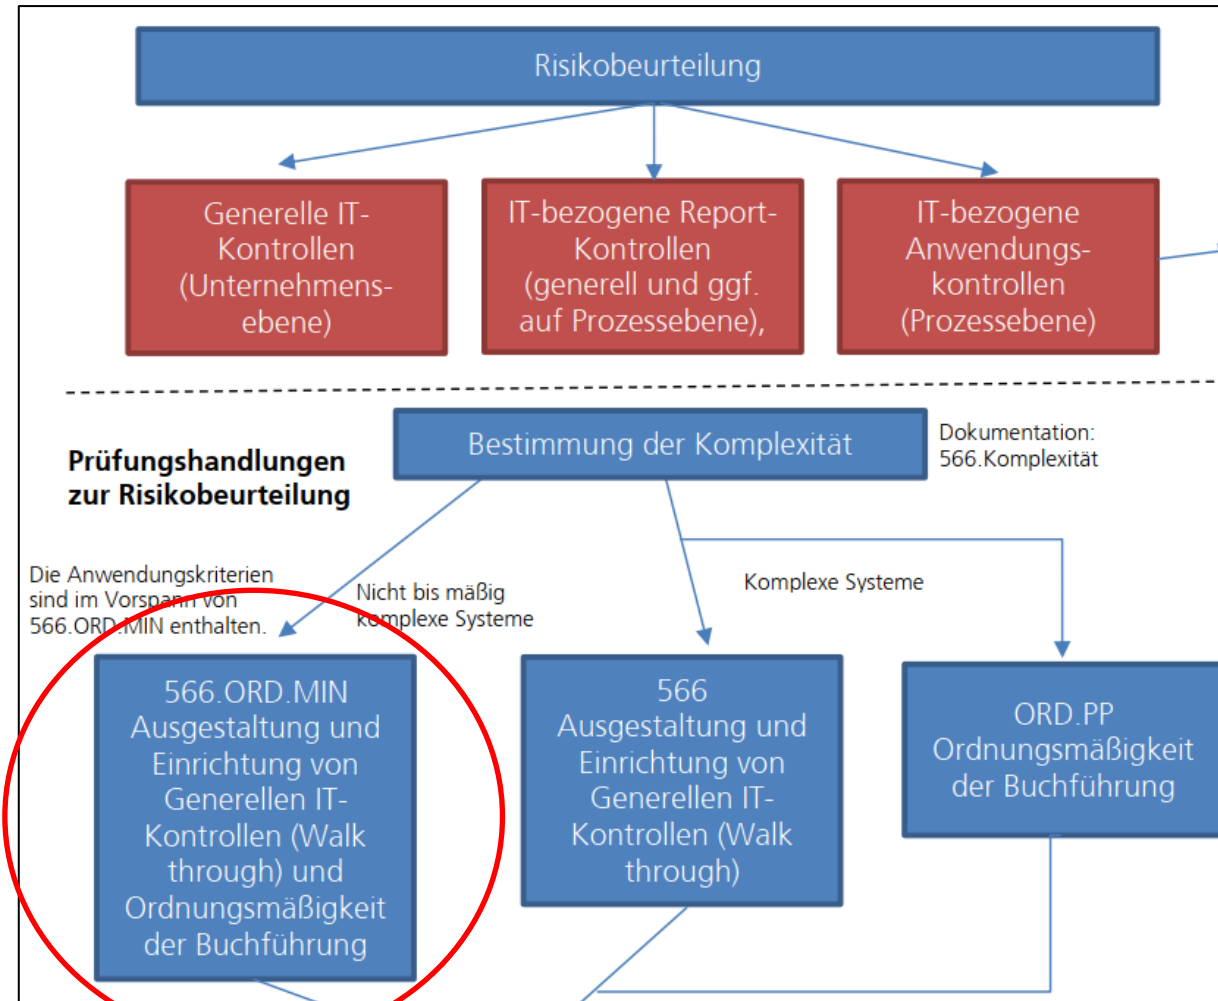 Risikobeurteilung
Generelle IT-
Kontrollen
(Unternehmens-
ebene)
IT-bezogene Report-
Kontrollen
(generell und ggf.
auf Prozessebene),
IT-bezogene
Anwendungs-
kontrollen
(Prozessebene)
Bestimmung der Komplexität
Dokumentation:
566.Komplexität
Prüfungshandlungen
zur Risikobeurteilung
Die Anwendungskriterien
sind im Vorspann von
566.ORD.MIN enthalten.
Nicht bis mäßig
komplexe Systeme
Komplexe Systeme
566.ORD.MIN
Ausgestaltung und
Einrichtung von
Generellen IT-
Kontrollen (Walk
through) und
Ordnungsmäßigkeit
der Buchführung
566
Ausgestaltung und
Einrichtung von
Generellen IT-
Kontrollen (Walk
through)
ORD.PP
Ordnungsmäßigkeit
der Buchführung